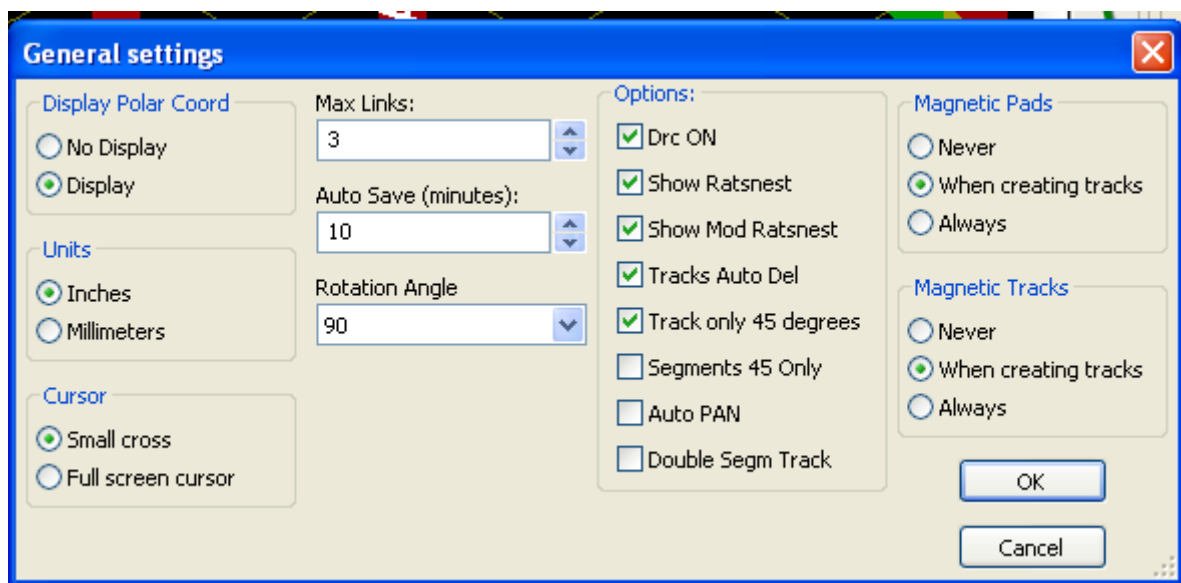 General settings
Display Polar Coord
No Display
Display
Units
Inches
Millimeters
Cursor
Small cross
Full screen cursor
Max Links:
3
Auto Save (minutes):
10
Rotation Angle
90
Options:
Drc ON
Show Ratsnest
Show Mod Ratsnest
Tracks Auto Del
Track only 45 degrees
Segments 45 Only
Auto PAN
Double Segm Track
Magnetic Pads
Never
When creating tracks
Always
Magnetic Tracks
Never
When creating tracks
Always
OK
Cancel